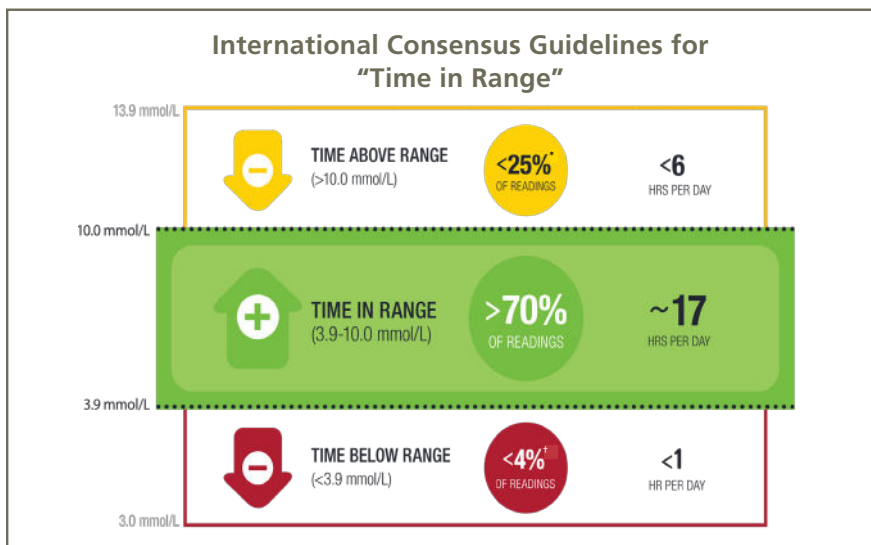 International Consensus Guidelines for
“Time in Range”
13.9 mmol/L
TIME ABOVE RANGE
(>10.0 mmol/L)
<25%*
OF READINGS
<6
HRS PER DAY
10.0 mmol/L
TIME IN RANGE
(3.9-10.0 mmol/L)
>70%
OF READINGS
~17
HRS PER DAY
3.9 mmol/L
TIME BELOW RANGE
(<3.9 mmol/L)
<4%†
OF READINGS
<1
HR PER DAY
3.0 mmol/L